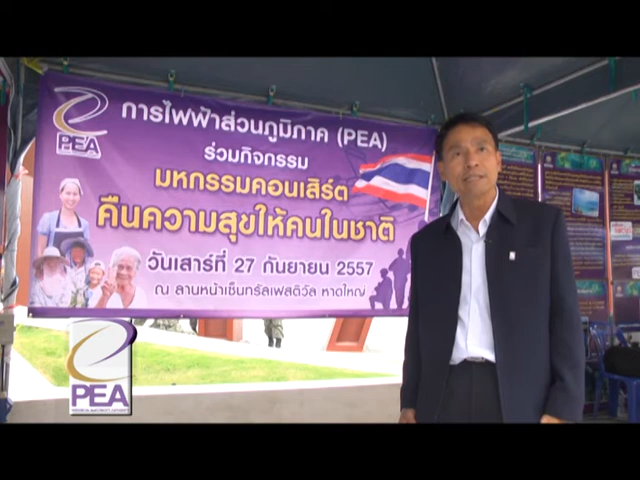 PEA
การไฟฟ้าส่วนภูมิภาค (PEA)
ร่วมกิจกรรม
มหกรรมคอนเสิร์ต
คืนความสุขให้คนในชาติ
วันเสาร์ที่ 27 กันยายน 2557
ณ ลานหน้าเซ็นทรัลเฟสติวัล หาดใหญ่
PEA
PROVINCIAL ELECTRICITY AUTHORITY